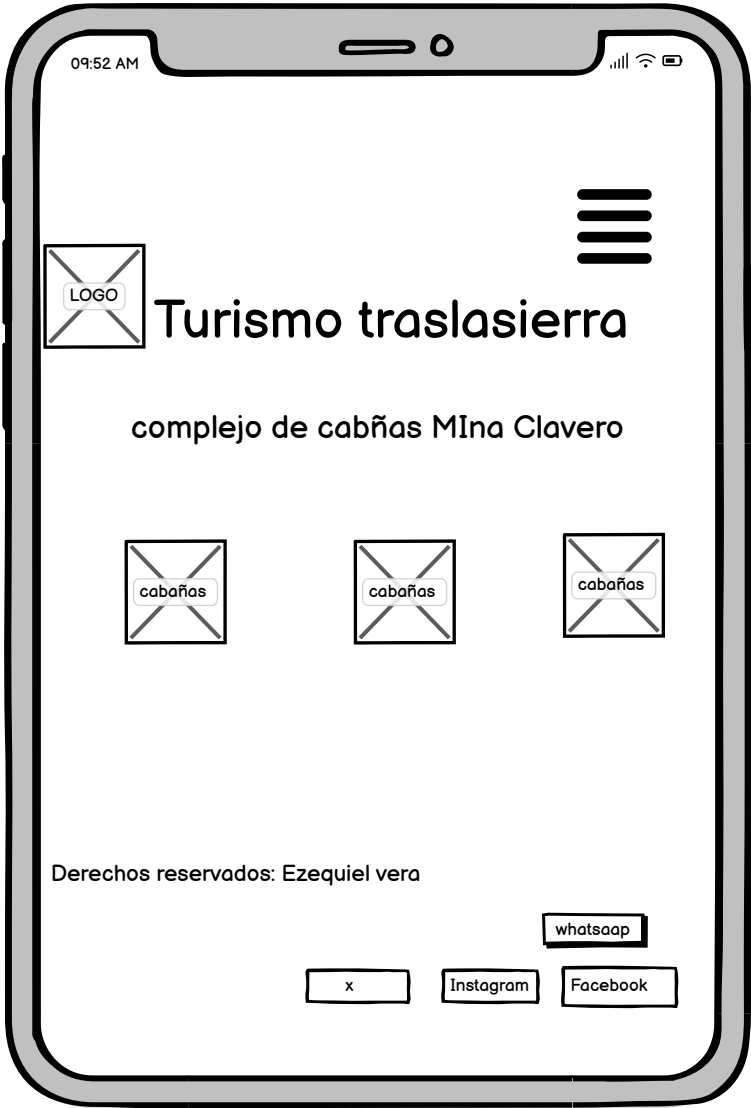 09:52 AM
LOGO
Turismo traslasierra
complejo de cabñas MIna Clavero
cabañas cabañas cabañas
Derechos reservados: Ezequiel vera
whatsaap
x Instagram Facebook